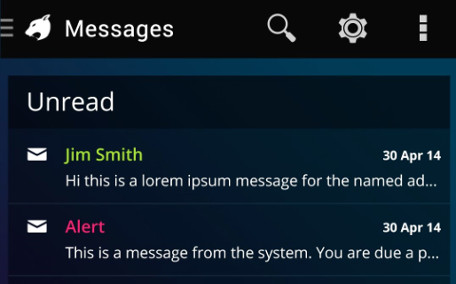 Messages
Unread
Jim Smith 30 Apr 14
Hi this is a lorem ipsum message for the named ad...
Alert 30 Apr 14
This is a message from the system. You are due a p...